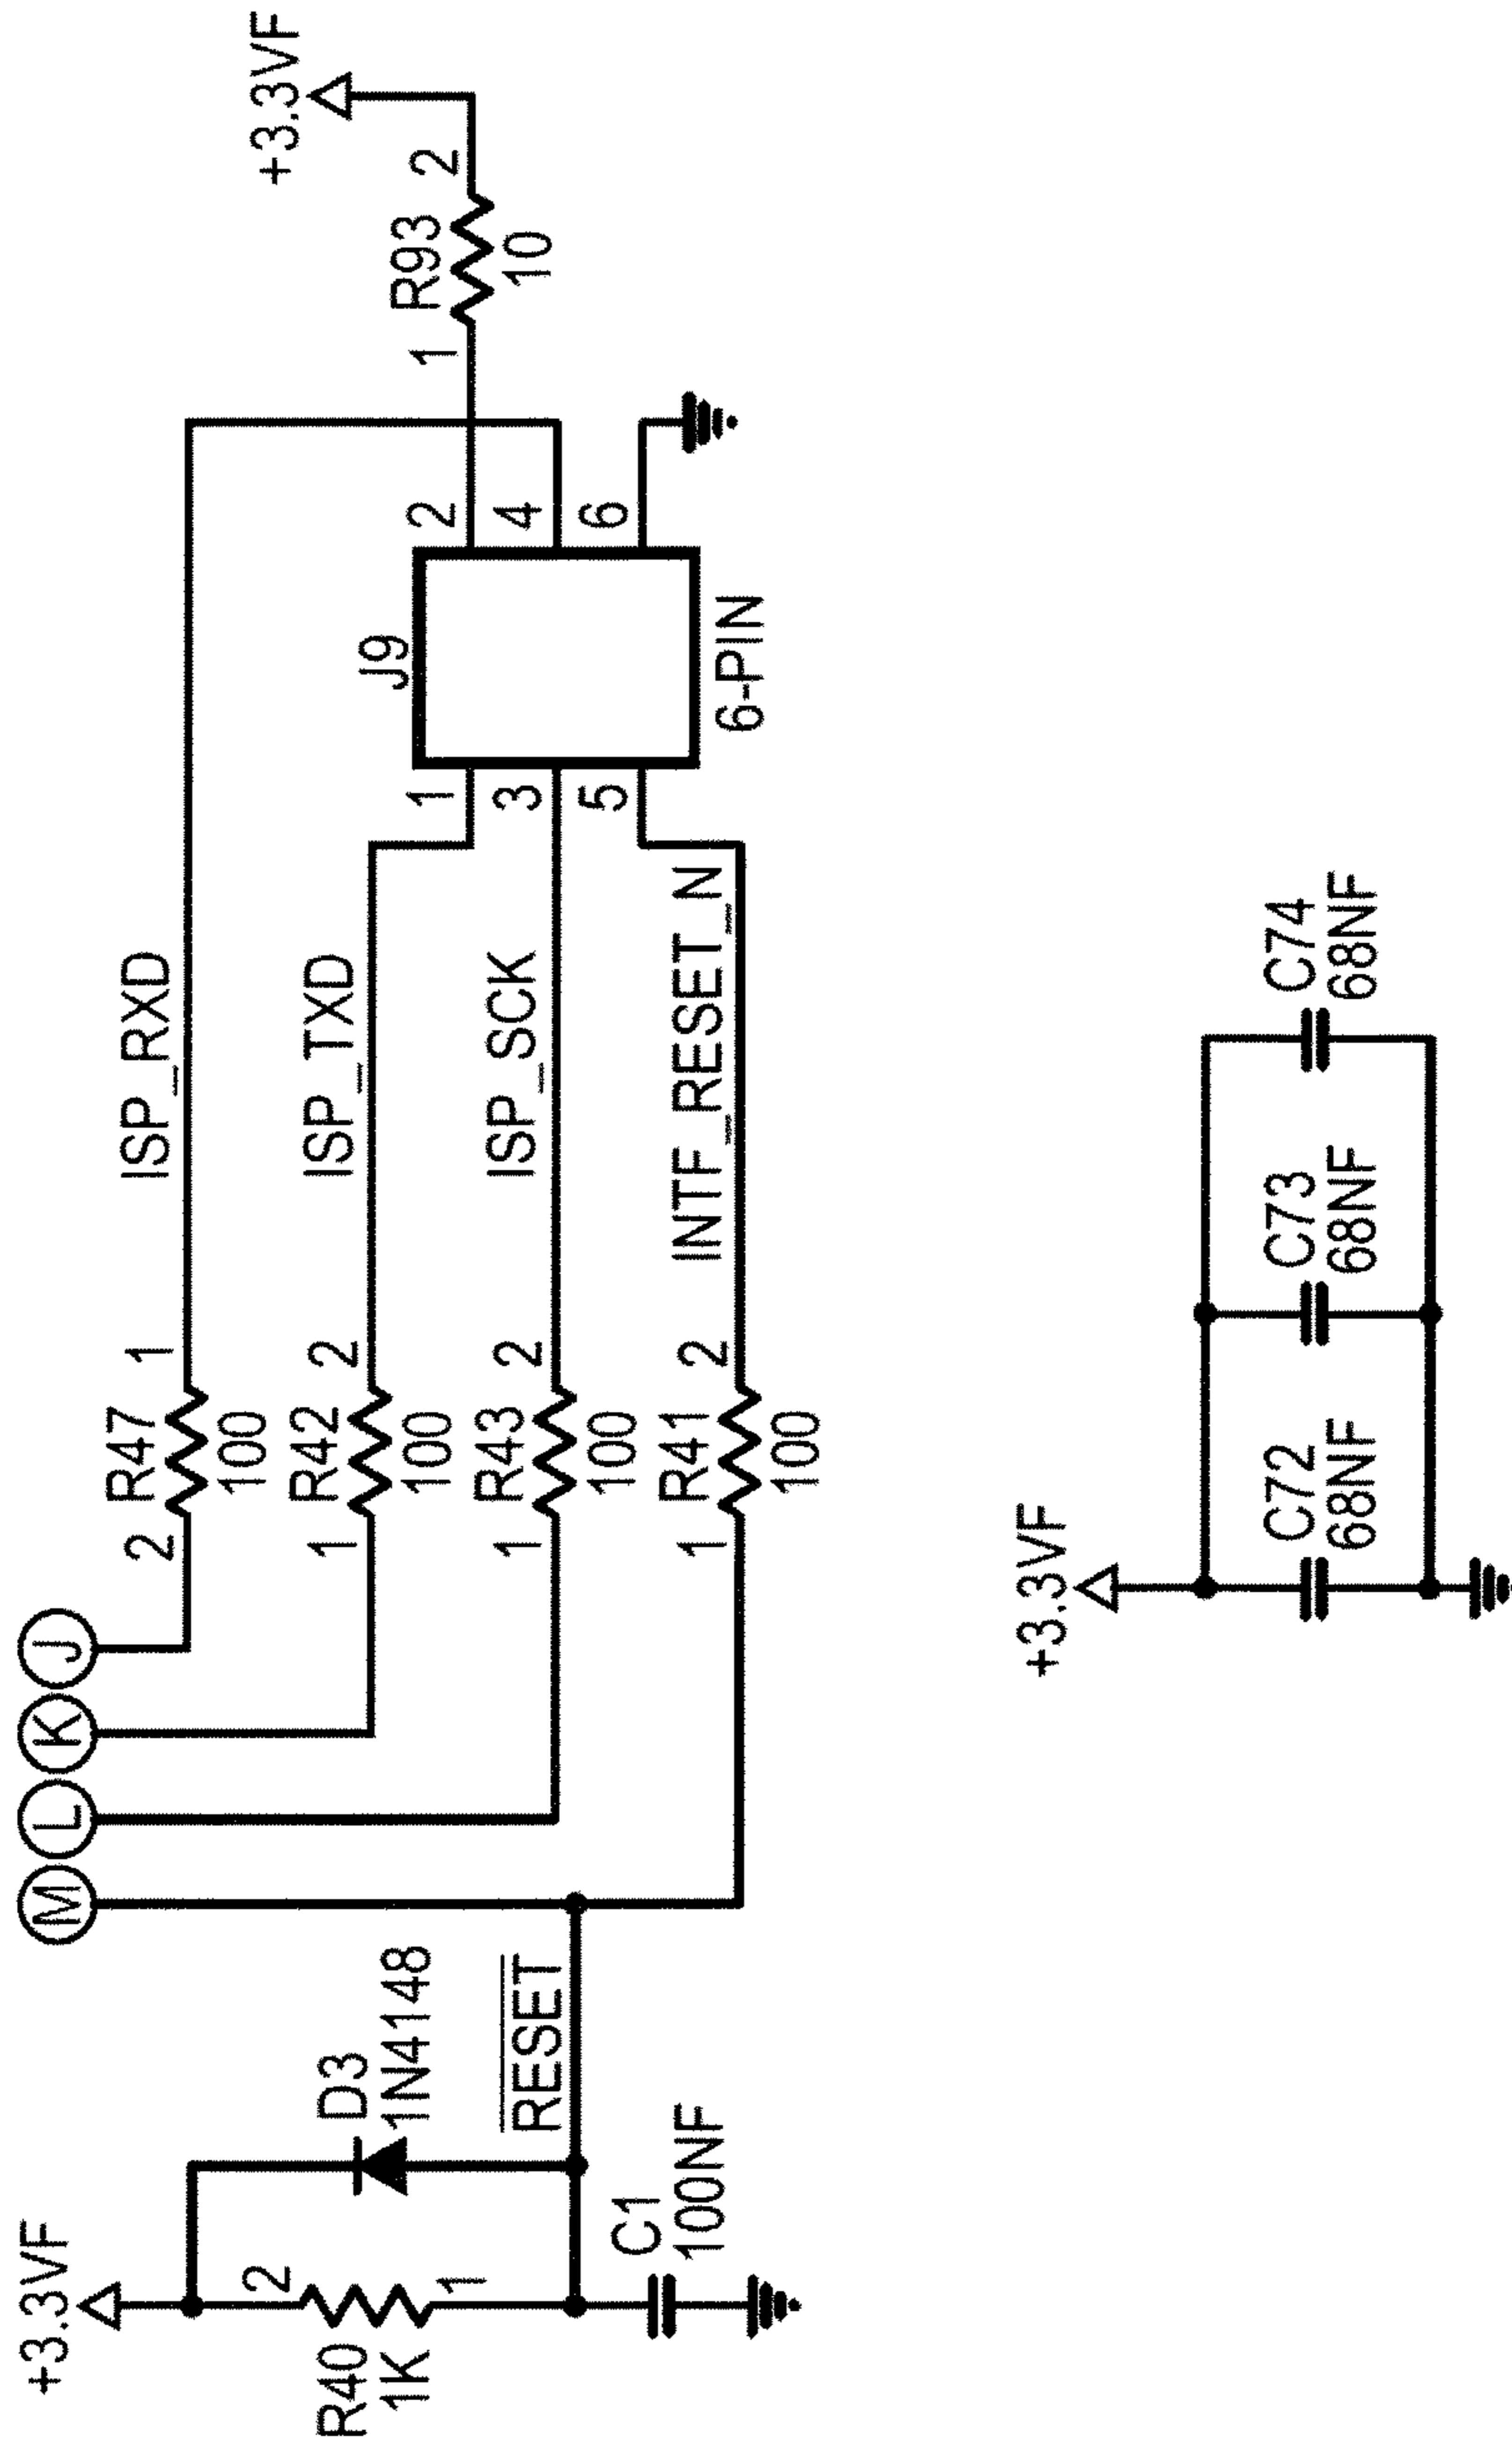 +3.3VF
R40
1K
2
1
D3
1N4148
RESET
C1
100NF
M
L
K
J
2
R47
100
1
ISP_RXD
1
R42
100
2
ISP_TXD
1
R43
100
2
ISP_SCK
1
R41
100
2
INTF_RESET_N
J9
6-PIN
1
3
5
2
4
6
1
R93
10
2
+3.3VF
+3.3VF
C72
68NF
C73
68NF
C74
68NF